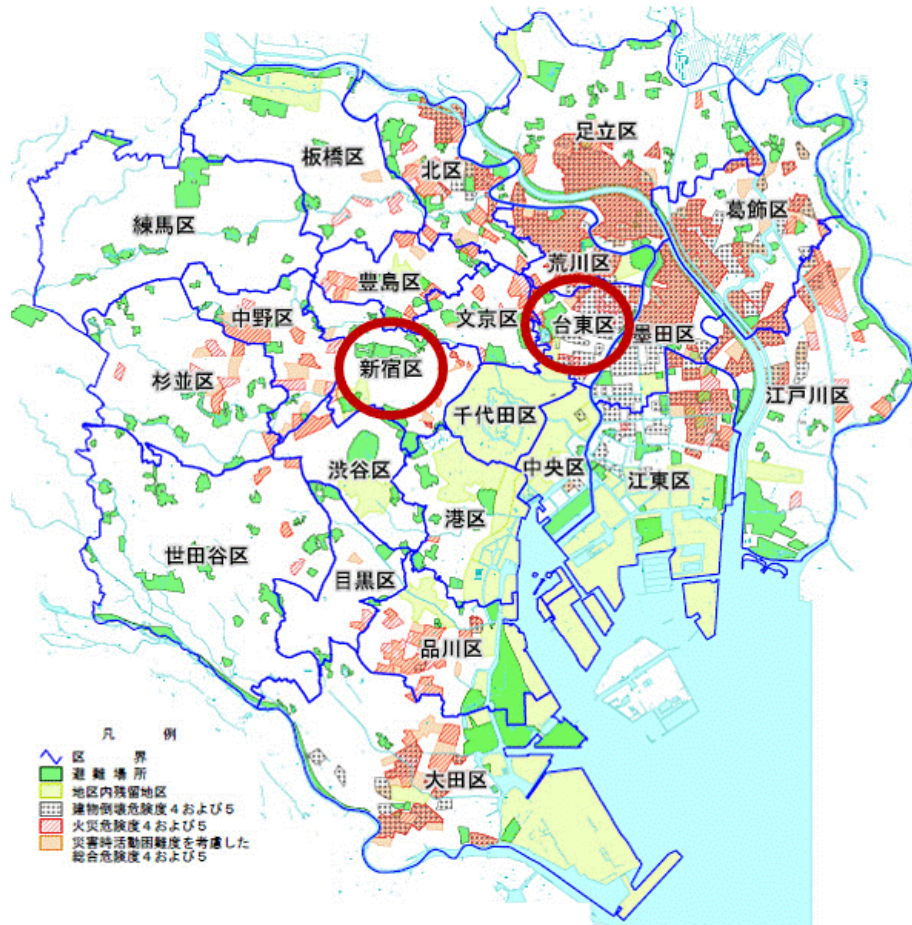 足立区
板橋区
北区
葛飾区
練馬区
荒川区
豊島区
文京区
台東区
中野区
墨田区
新宿区
杉並区
江戸川区
千代田区
渋谷区
中央区
江東区
港区
世田谷区
目黒区
品川区
大田区
凡 例
区 界
避難場所
地区内残留地区
建物倒壊危険度4および5
火災危険度4および5
災害時活動困難度を考慮した
総合危険度4および5